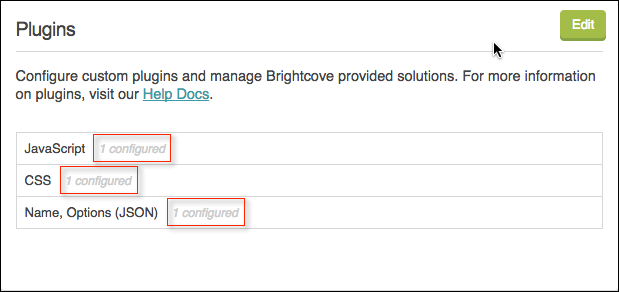 Plugins
Edit
Configure custom plugins and manage Brightcove provided solutions. For more information
on plugins, visit our Help Docs.
JavaScript 1 configured
CSS 1 configured
Name, Options (JSON) 1 configured